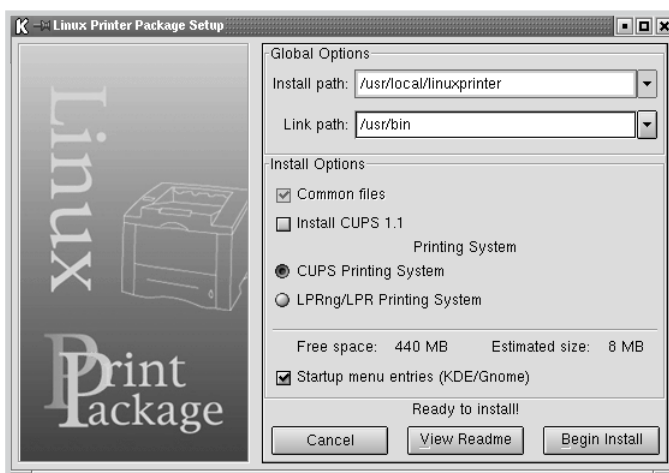 Linux Printer Package Setup
Linux
Print
Package
Global Options
Install path: /usr/local/linuxprinter
Link path: /usr/bin
Install Options
Common files
Install CUPS 1.1
Printing System
CUPS Printing System
LPRng/LPR Printing System
Free space: 440 MB Estimated size: 8 MB
Startup menu entries (KDE/Gnome)
Ready to install!
Cancel View Readme Begin Install